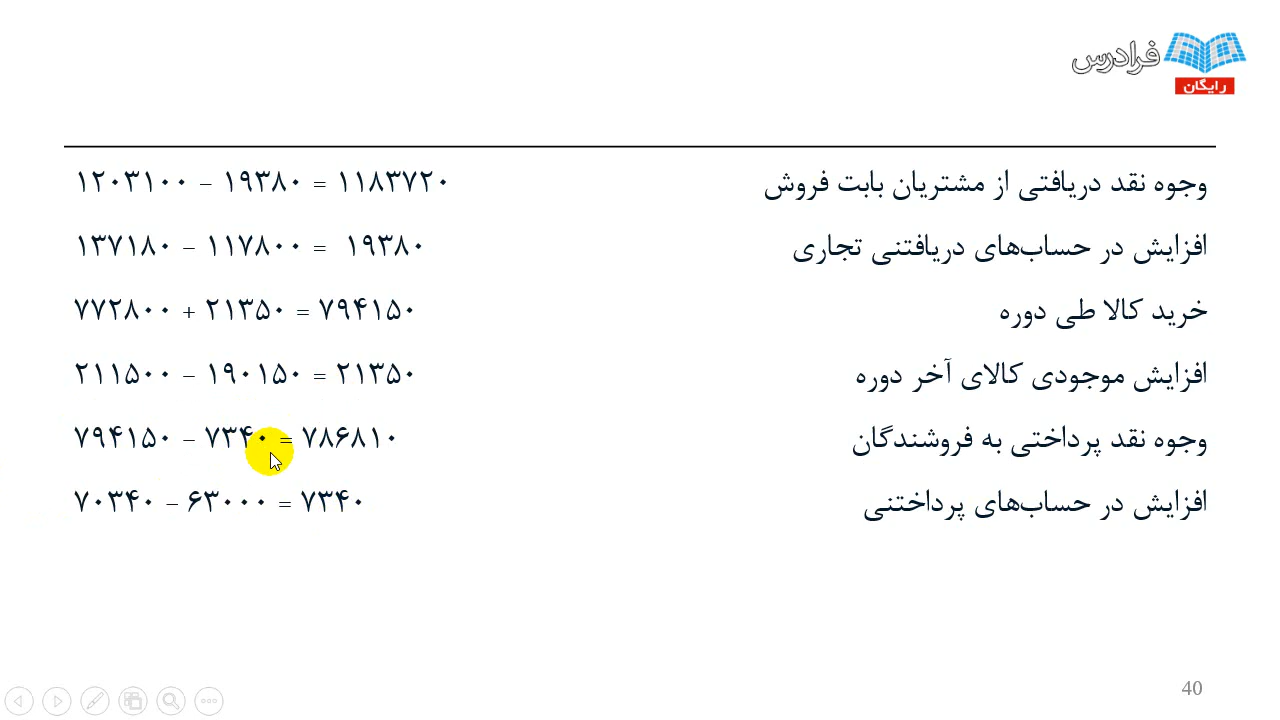 فرادرس
رایگان
وجوه نقد دریافتی از مشتریان بابت فروش ۱۲۰۳۱۰۰ – ۱۹۳۸۰ = ۱۱۸۳۷۲۰
افزایش در حساب‌های دریافتنی تجاری ۱۳۷۱۸۰ – ۱۱۷۸۰۰ = ۱۹۳۸۰
خرید کالا طی دوره ۷۷۲۸۰۰ + ۲۱۳۵۰ = ۷۹۴۱۵۰
افزایش موجودی کالای آخر دوره ۲۱۱۵۰۰ – ۱۹۰۱۵۰ = ۲۱۳۵۰
وجوه نقد پرداختی به فروشندگان ۷۹۴۱۵۰ – ۷۳۴۰ = ۷۸۶۸۱۰
افزایش در حساب‌های پرداختنی ۷۰۳۴۰ – ۶۳۰۰۰ = ۷۳۴۰
40